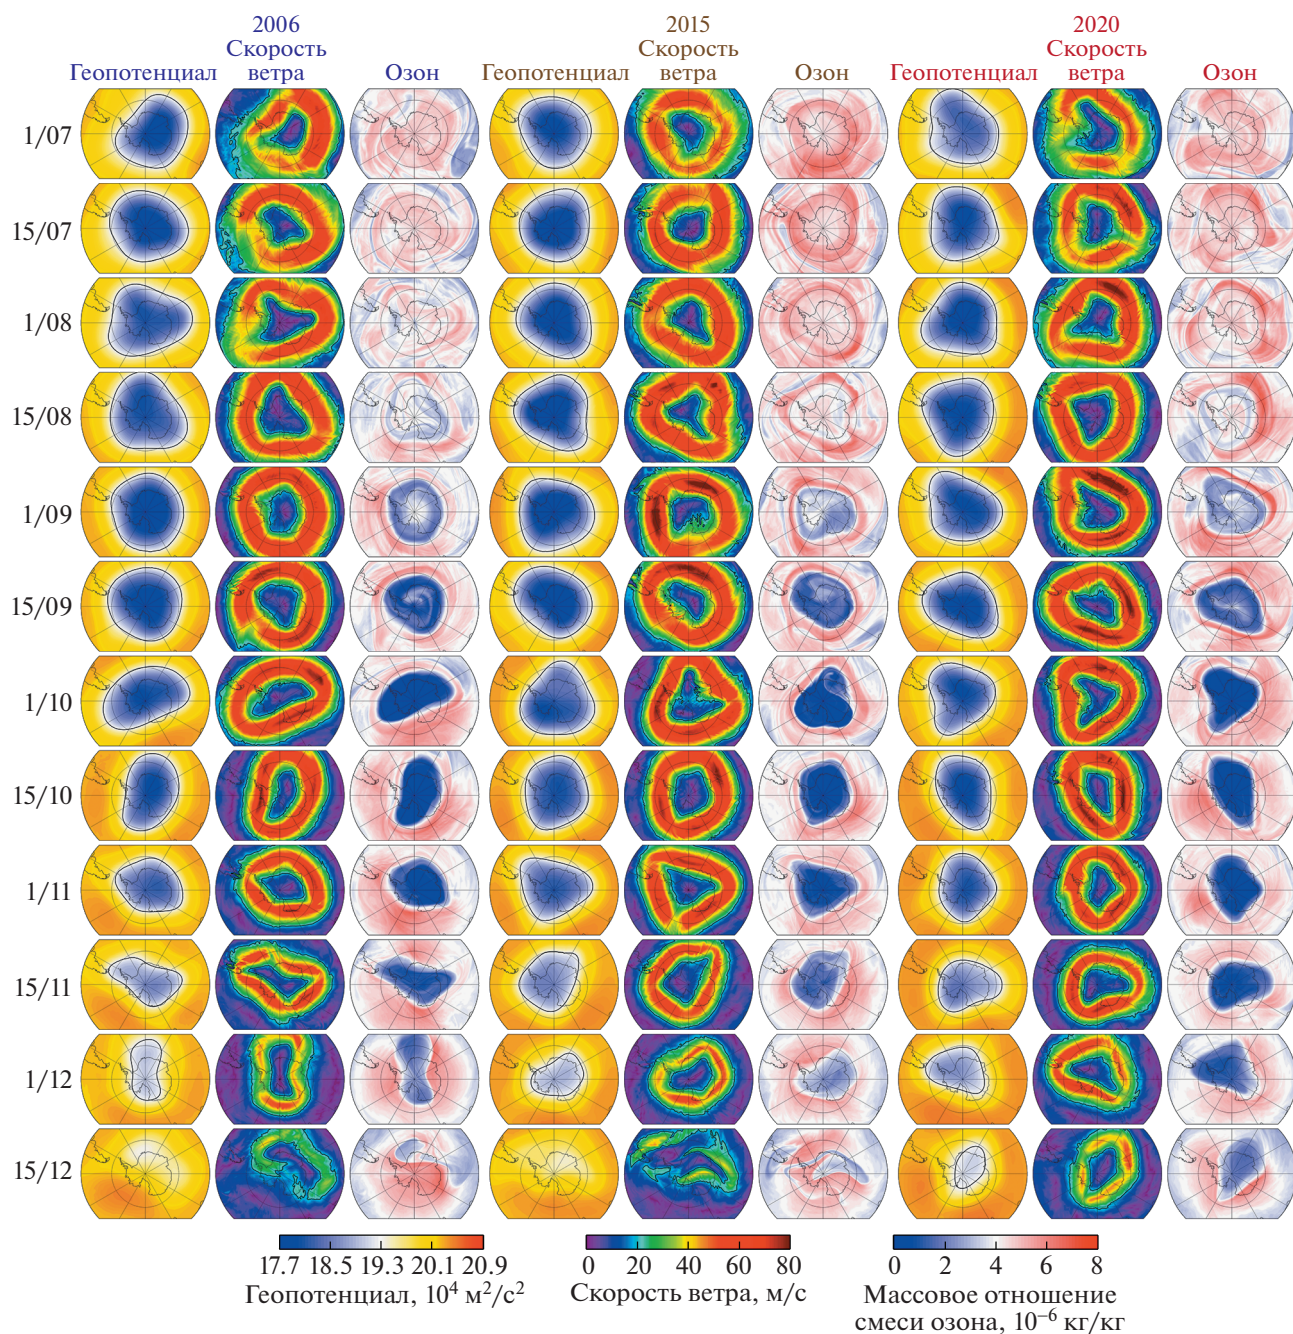 2006 2015 2020
Скорость Скорость Скорость
Геопотенциал ветра Озон Геопотенциал ветра Озон Геопотенциал ветра Озон
1/07
15/07
1/08
15/08
1/09
15/09
1/10
15/10
1/11
15/11
1/12
15/12
17.7 18.5 19.3 20.1 20.9 0 20 40 60 80 0 2 4 6 8
Геопотенциал, 10⁴ м²/с² Скорость ветра, м/с Массовое отношение
смеси озона, 10⁻⁶ кг/кг